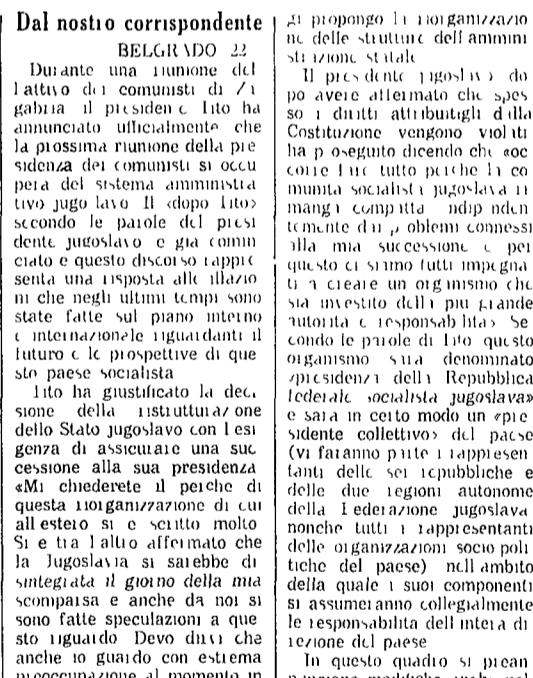 Dal nostro corrispondente
BELGRADO 22
Durante una riunione del
l attivo dei comunisti di Za
gabria il presidente Tito ha
annunciato ufficialmente che
la prossima riunione della pre
sidenza dei comunisti si occu
pera del sistema amministra
tivo jugoslavo Il «dopo Tito»
secondo le parole del presi
dente jugoslavo e gia comin
ciato e questo discorso rappre
senta una risposta alle illazio
ni che negli ultimi tempi sono
state fatte sul piano interno
e internazionale riguardanti il
futuro e le prospettive di que
sto paese socialista
Tito ha giustificato la deci
sione della ristrutturazione
dello Stato jugoslavo con l esi
genza di assicurare una suc
cessione alla sua presidenza
«Mi chiederete il perche di
questa riorganizzazione di cui
all estero si e scritto molto
Si e tra l altro affermato che
la Jugoslavia si sarebbe di
sintegrata il giorno della mia
scomparsa e anche da noi si
sono fatte speculazioni a que
sto riguardo Devo dirvi che
anche io guardo con estrema
preoccupazione al momento in
gi propongo la riorganizzazio
ne delle strutture dell ammini
strazione statale
Il presidente jugoslavo do
po avere affermato che spes
so i diritti attribuitigli dalla
Costituzione vengono violati
ha proseguito dicendo che «oc
corre fare tutto perche la co
munita socialista jugoslava ri
manga compatta indipenden
temente dai problemi connessi
alla mia successione e per
questo ci siamo tutti impegna
ti a creare un organismo che
sia investito della piu grande
autorita e responsabilita» Se
condo le parole di Tito questo
organismo sara denominato
«presidenza della Repubblica
federale socialista jugoslava»
e sara in certo modo un «pre
sidente collettivo» del paese
(vi faranno parte i rappresen
tanti delle sei repubbliche e
delle due regioni autonome
della Federazione jugoslava
nonche tutti i rappresentanti
delle organizzazioni socio poli
tiche del paese) nell ambito
della quale i suoi componenti
si assumeranno collegialmente
le responsabilita dell intera di
rezione del paese
In questo quadro si prean